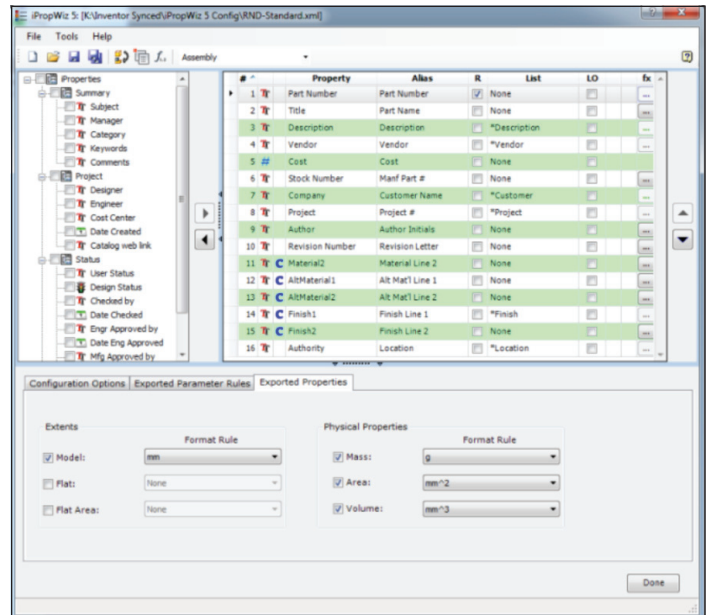 iPropWiz 5: [K:\Inventor Synced\iPropWiz 5 Config\RND-Standard.xml]
File Tools Help
Assembly
Properties
Summary
Subject
Manager
Category
Keywords
Comments
Project
Designer
Engineer
Cost Center
Date Created
Catalog web link
Status
User Status
Design Status
Checked by
Date Checked
Engr Approved by
Date Eng Approved
Mfg Approved by
# Property Alias R List LO fx
1 Part Number Part Number None ...
2 Title Part Name None ...
3 Description Description *Description ...
4 Vendor Vendor *Vendor ...
5 # Cost Cost None
6 Stock Number Manf Part # None ...
7 Company Customer Name *Customer ...
8 Project Project # *Project ...
9 Author Author Initials None ...
10 Revision Number Revision Letter None ...
11 C Material2 Material Line 2 None ...
12 C AltMaterial1 Alt Mat'l Line 1 None ...
13 C AltMaterial2 Alt Mat'l Line 2 None ...
14 C Finish1 Finish Line 1 *Finish ...
15 C Finish2 Finish Line 2 None ...
16 Authority Location *Location ...
Configuration Options Exported Parameter Rules Exported Properties
Extents
Format Rule
Model: mm
Flat: None
Flat Area: None
Physical Properties
Format Rule
Mass: g
Area: mm^2
Volume: mm^3
Done